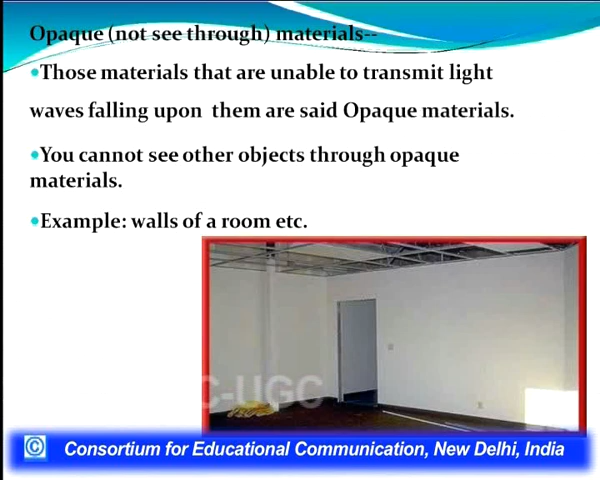 Opaque (not see through) materials--
•Those materials that are unable to transmit light
waves falling upon them are said Opaque materials.
•You cannot see other objects through opaque
materials.
•Example: walls of a room etc.
C-UGC
© Consortium for Educational Communication, New Delhi, India